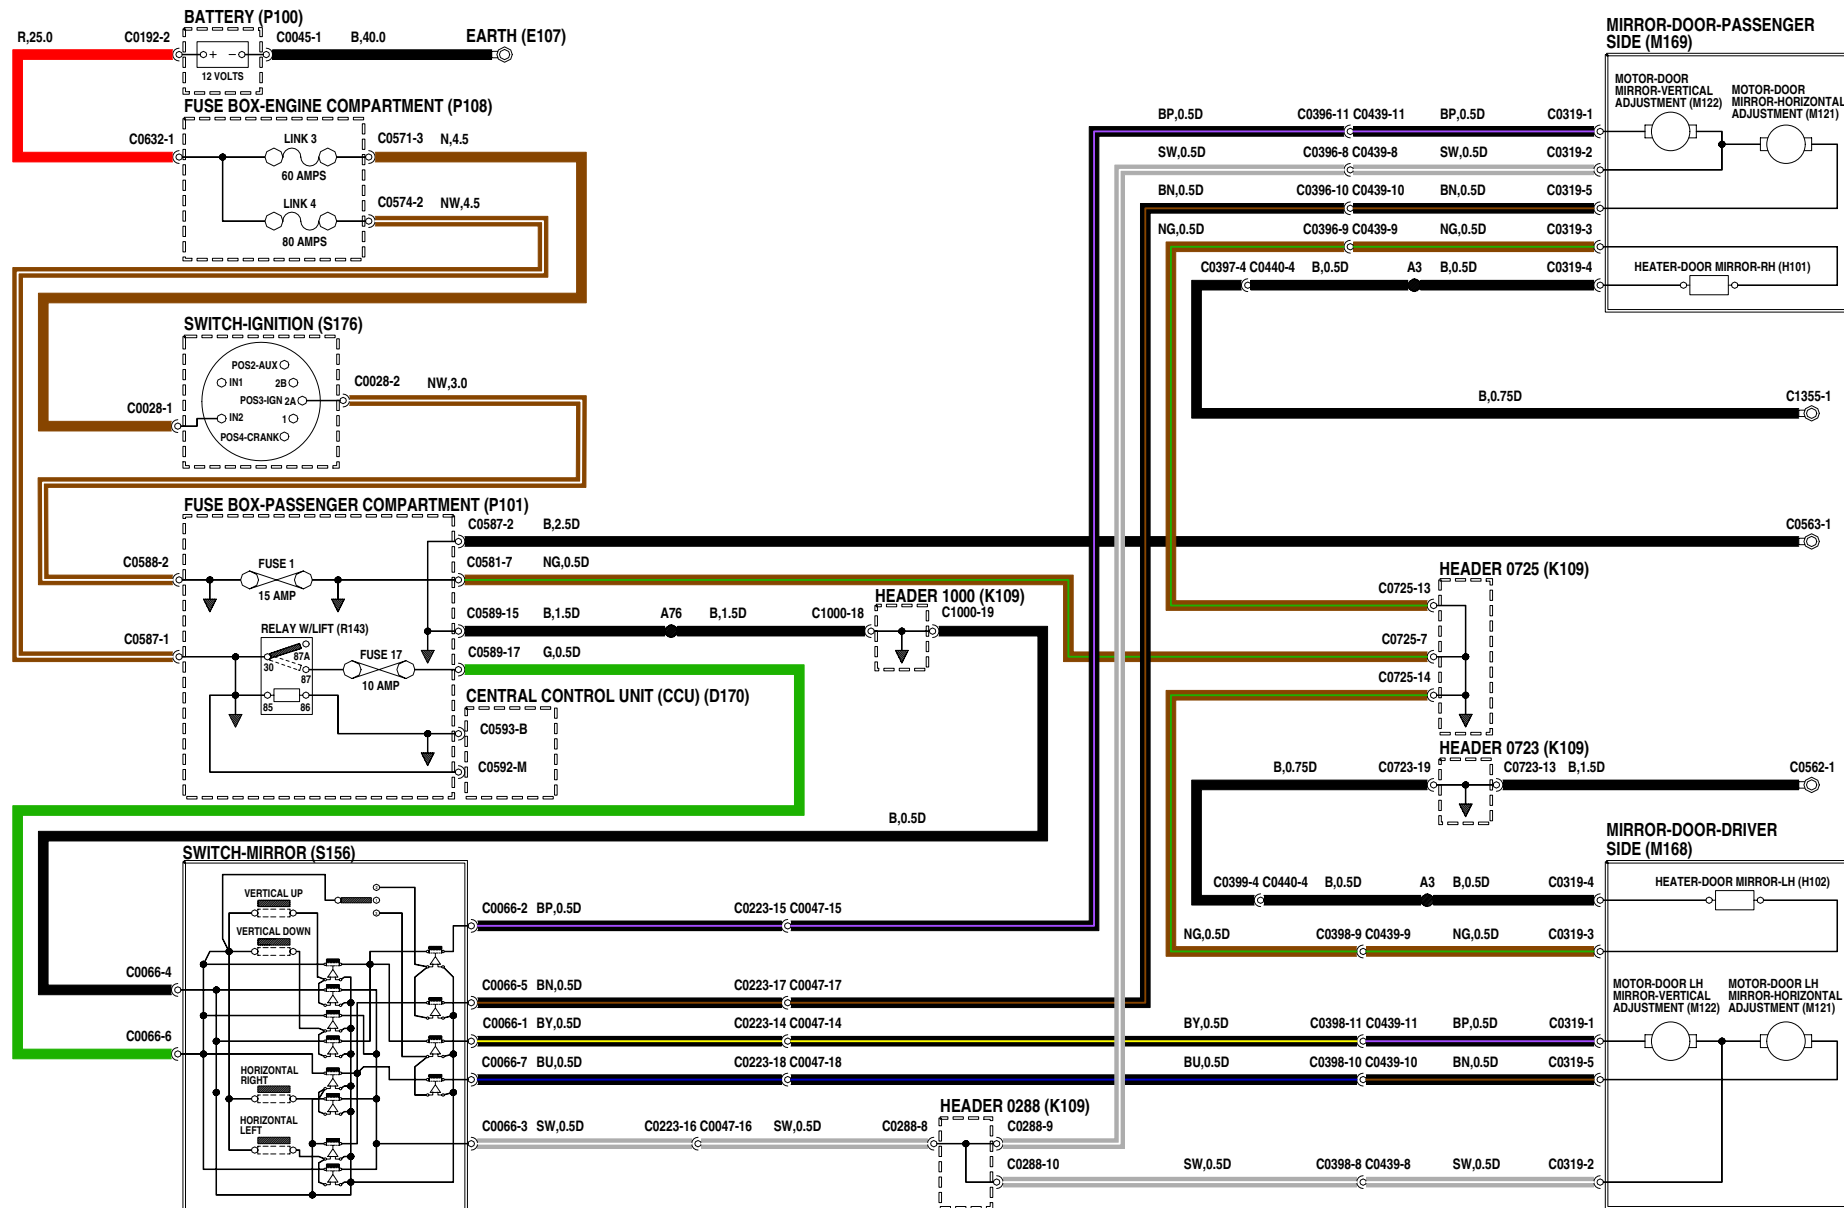 BATTERY (P100)
R,25.0
C0192-2
C0045-1
B,40.0
EARTH (E107)
+ −
12 VOLTS
FUSE BOX-ENGINE COMPARTMENT (P108)
C0632-1
LINK 3
60 AMPS
C0571-3
N,4.5
LINK 4
80 AMPS
C0574-2
NW,4.5
SWITCH-IGNITION (S176)
POS2-AUX
IN1
2B
POS3-IGN 2A
IN2
1
POS4-CRANK
C0028-1
C0028-2
NW,3.0
FUSE BOX-PASSENGER COMPARTMENT (P101)
C0588-2
FUSE 1
15 AMP
C0587-1
RELAY W/LIFT (R143)
87A
30
87
85
86
FUSE 17
10 AMP
C0587-2
B,2.5D
C0581-7
NG,0.5D
C0589-15
B,1.5D
A76
B,1.5D
C1000-18
HEADER 1000 (K109)
C1000-19
C0589-17
G,0.5D
CENTRAL CONTROL UNIT (CCU) (D170)
C0593-B
C0592-M
B,0.5D
SWITCH-MIRROR (S156)
VERTICAL UP
VERTICAL DOWN
HORIZONTAL
RIGHT
HORIZONTAL
LEFT
C0066-4
C0066-6
C0066-2 BP,0.5D
C0223-15 C0047-15
C0066-5 BN,0.5D
C0223-17 C0047-17
C0066-1 BY,0.5D
C0223-14 C0047-14
C0066-7 BU,0.5D
C0223-18 C0047-18
C0066-3 SW,0.5D
C0223-16 C0047-16
SW,0.5D
C0288-8
HEADER 0288 (K109)
C0288-9
C0288-10
MIRROR-DOOR-PASSENGER
SIDE (M169)
MOTOR-DOOR
MIRROR-VERTICAL
ADJUSTMENT (M122)
MOTOR-DOOR
MIRROR-HORIZONTAL
ADJUSTMENT (M121)
BP,0.5D
C0396-11 C0439-11
BP,0.5D
C0319-1
SW,0.5D
C0396-8 C0439-8
SW,0.5D
C0319-2
BN,0.5D
C0396-10 C0439-10
BN,0.5D
C0319-5
NG,0.5D
C0396-9 C0439-9
NG,0.5D
C0319-3
C0397-4 C0440-4
B,0.5D
A3
B,0.5D
C0319-4
HEATER-DOOR MIRROR-RH (H101)
B,0.75D
C1355-1
C0563-1
HEADER 0725 (K109)
C0725-13
C0725-7
C0725-14
HEADER 0723 (K109)
B,0.75D
C0723-19
C0723-13
B,1.5D
C0562-1
MIRROR-DOOR-DRIVER
SIDE (M168)
C0399-4 C0440-4
B,0.5D
A3
B,0.5D
C0319-4
HEATER-DOOR MIRROR-LH (H102)
NG,0.5D
C0398-9 C0439-9
NG,0.5D
C0319-3
MOTOR-DOOR LH
MIRROR-VERTICAL
ADJUSTMENT (M122)
MOTOR-DOOR LH
MIRROR-HORIZONTAL
ADJUSTMENT (M121)
BY,0.5D
C0398-11 C0439-11
BP,0.5D
C0319-1
BU,0.5D
C0398-10 C0439-10
BN,0.5D
C0319-5
SW,0.5D
C0398-8 C0439-8
SW,0.5D
C0319-2